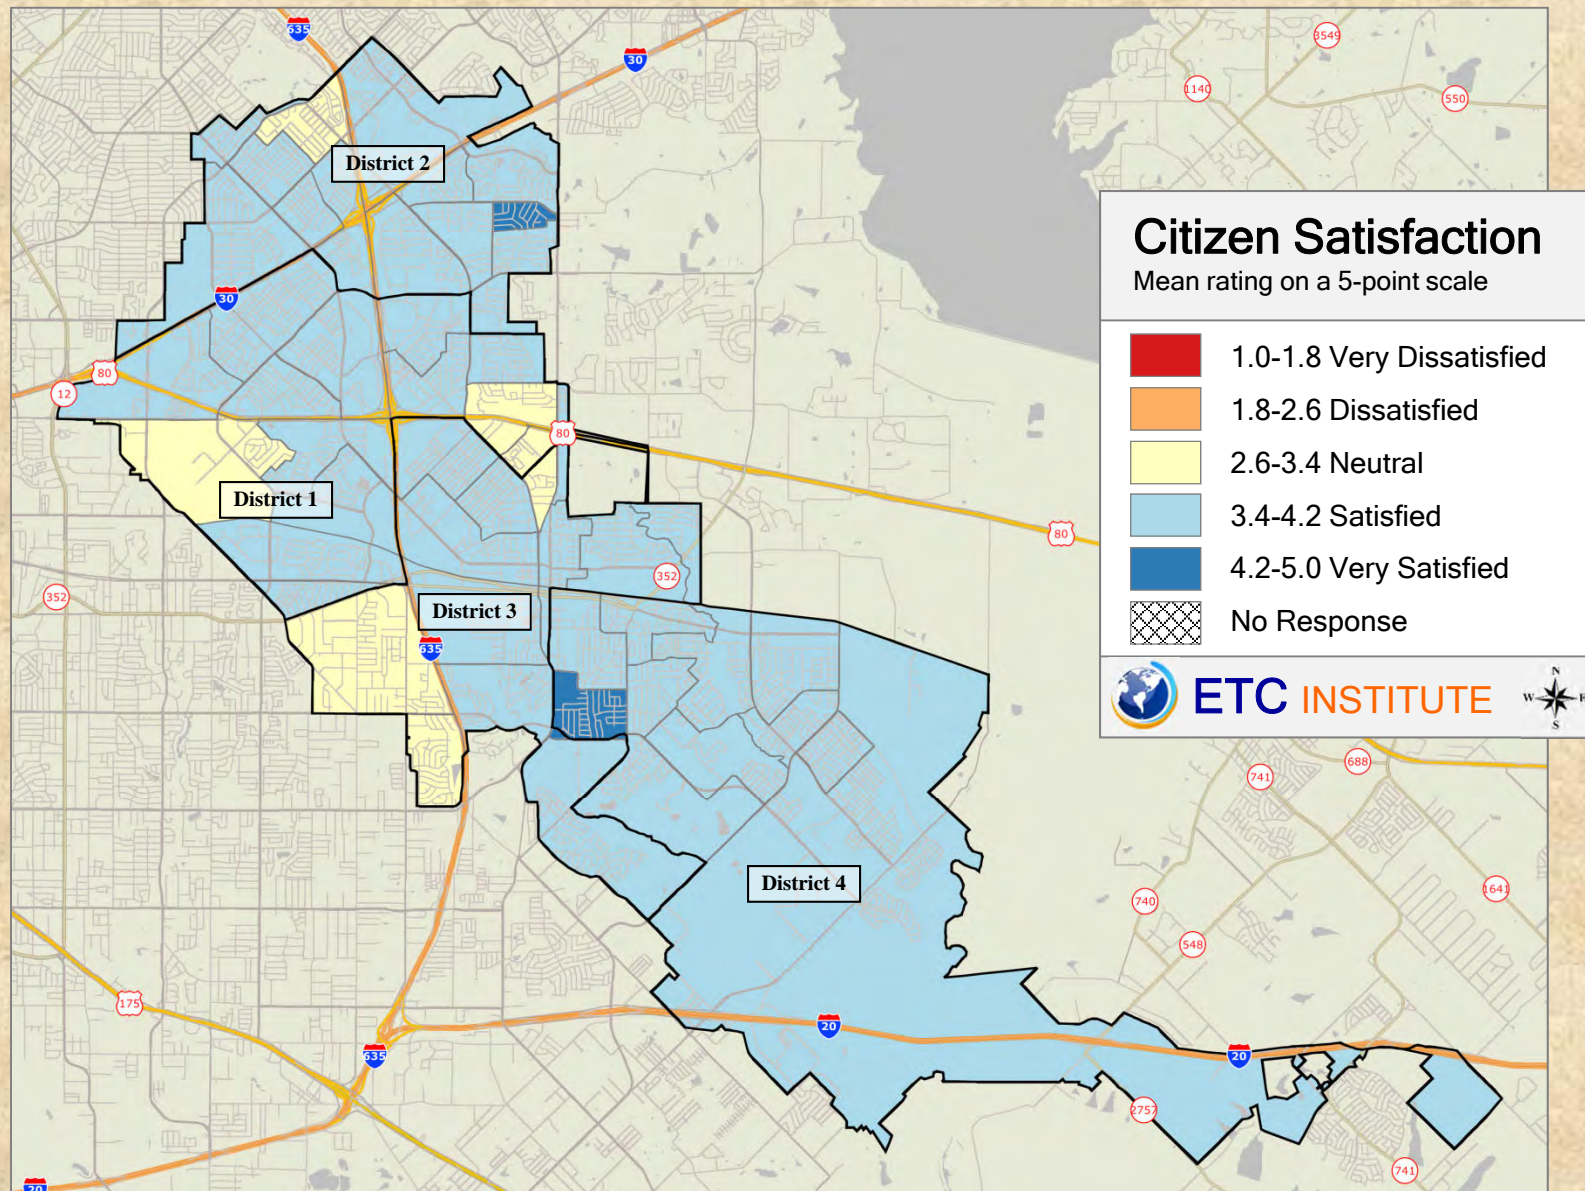 635
30
3549
1140
550
District 2
30
80
12
80
District 1
80
352
352
District 3
635
District 4
175
635
20
20
20
2757
741
741
688
740
548
1641
Citizen Satisfaction
Mean rating on a 5-point scale
1.0-1.8 Very Dissatisfied
1.8-2.6 Dissatisfied
2.6-3.4 Neutral
3.4-4.2 Satisfied
4.2-5.0 Very Satisfied
No Response
ETC INSTITUTE
N
W E
S